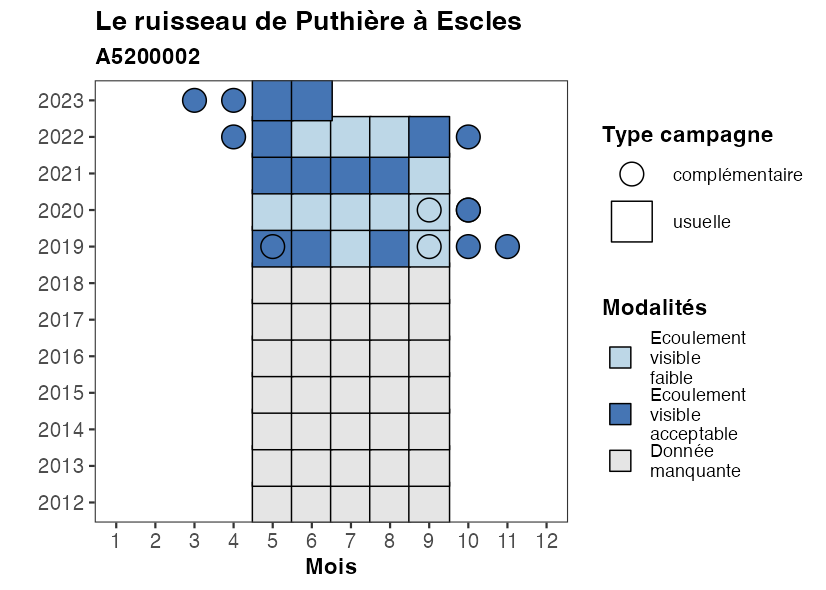 Le ruisseau de Puthière à Escles
A5200002
2023
2022
2021
2020
2019
2018
2017
2016
2015
2014
2013
2012
1 2 3 4 5 6 7 8 9 10 11 12
Mois
Type campagne
complémentaire
usuelle
Modalités
Ecoulement
visible
faible
Ecoulement
visible
acceptable
Donnée
manquante